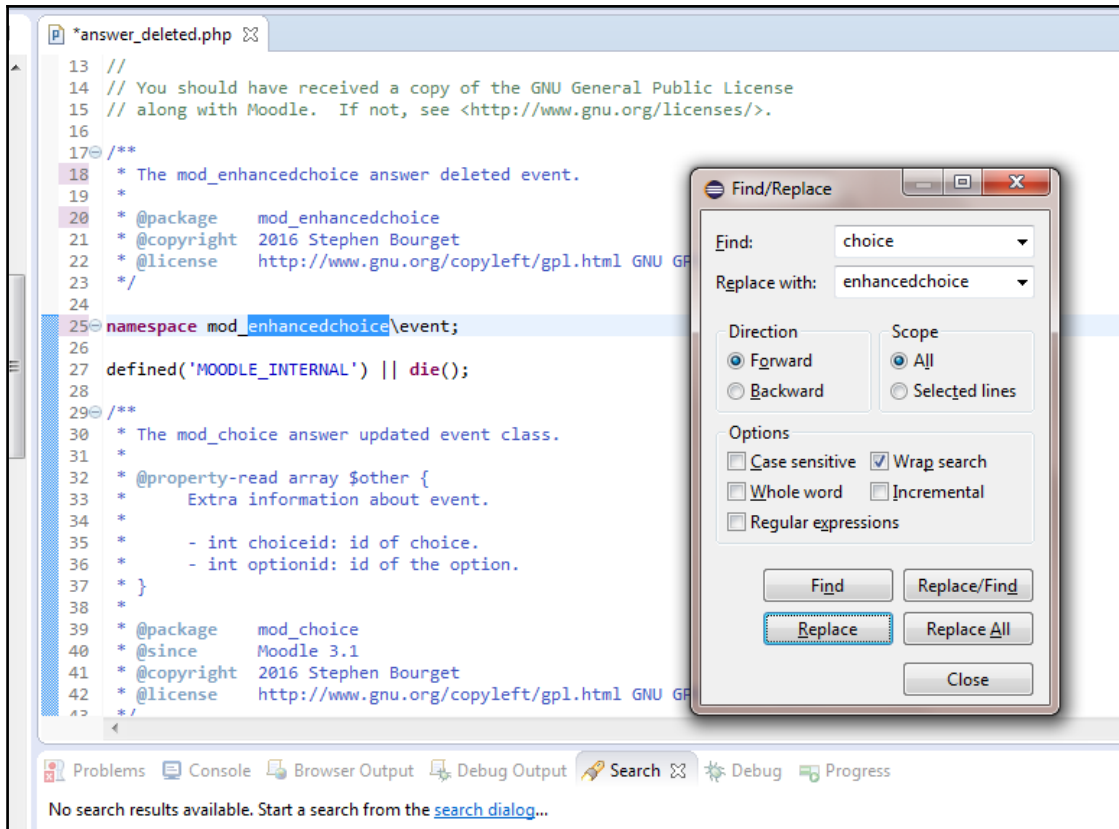 *answer_deleted.php
13 //
14 // You should have received a copy of the GNU General Public License
15 // along with Moodle.  If not, see <http://www.gnu.org/licenses/>.
16
17 /**
18  * The mod_enhancedchoice answer deleted event.
19  *
20  * @package    mod_enhancedchoice
21  * @copyright  2016 Stephen Bourget
22  * @license    http://www.gnu.org/copyleft/gpl.html GNU GP
23  */
24
25 namespace mod_enhancedchoice\event;
26
27 defined('MOODLE_INTERNAL') || die();
28
29 /**
30  * The mod_choice answer updated event class.
31  *
32  * @property-read array $other {
33  *      Extra information about event.
34  *
35  *      - int choiceid: id of choice.
36  *      - int optionid: id of the option.
37  * }
38  *
39  * @package    mod_choice
40  * @since      Moodle 3.1
41  * @copyright  2016 Stephen Bourget
42  * @license    http://www.gnu.org/copyleft/gpl.html GNU GP
43  */
Find/Replace
Find: choice
Replace with: enhancedchoice
Direction Scope
Forward All
Backward Selected lines
Options
Case sensitive Wrap search
Whole word Incremental
Regular expressions
Find Replace/Find
Replace Replace All
Close
Problems Console Browser Output Debug Output Search Debug Progress
No search results available. Start a search from the search dialog...